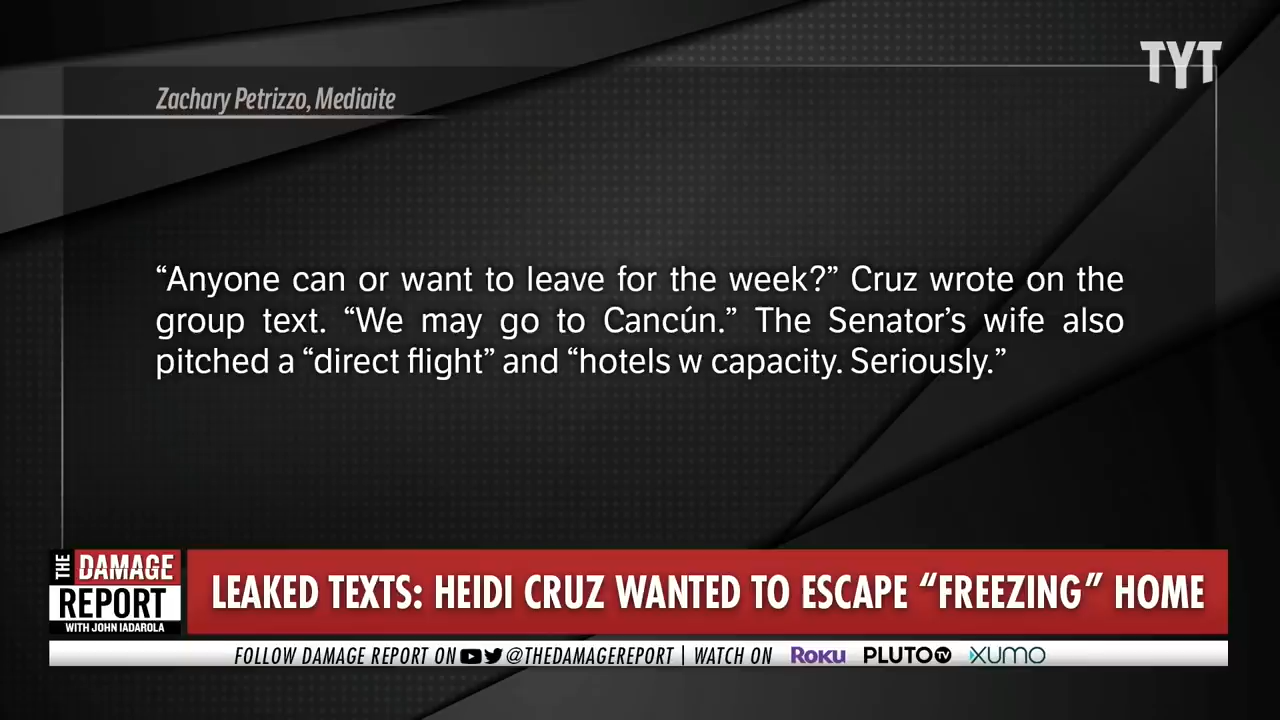 TYT
Zachary Petrizzo, Mediaite
“Anyone can or want to leave for the week?” Cruz wrote on the
group text. “We may go to Cancún.” The Senator’s wife also
pitched a “direct flight” and “hotels w capacity. Seriously.”
THE DAMAGE
REPORT
WITH JOHN IADAROLA
LEAKED TEXTS: HEIDI CRUZ WANTED TO ESCAPE “FREEZING” HOME
FOLLOW DAMAGE REPORT ON @THEDAMAGEREPORT | WATCH ON ROKU PLUTO TV XUMO